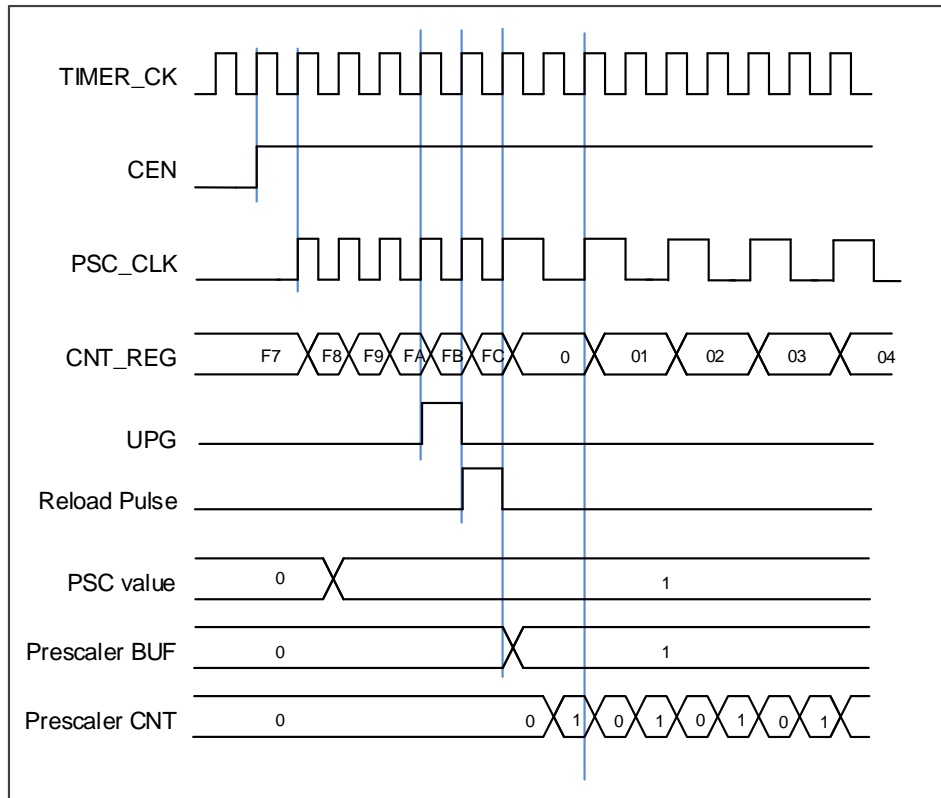 TIMER_CK
CEN
PSC_CLK
CNT_REG F7 F8 F9 FA FB FC 0 01 02 03 04
UPG
Reload Pulse
PSC value 0 1
Prescaler BUF 0 1
Prescaler CNT 0 0 1 0 1 0 1 0 1